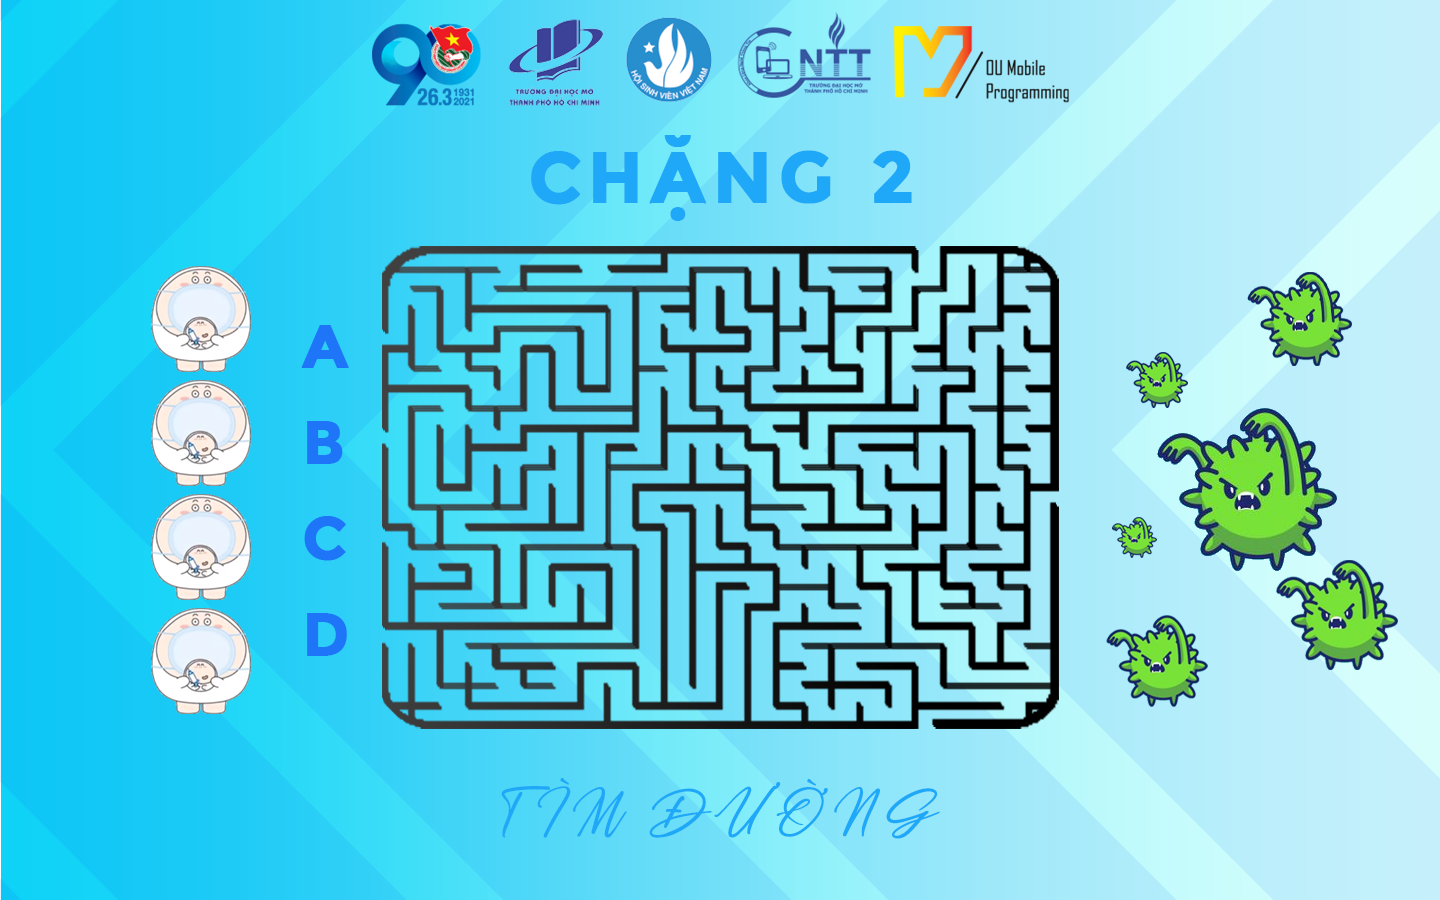 90
26.3 1931
2021
TRƯỜNG ĐẠI HỌC MỞ
THÀNH PHỐ HỒ CHÍ MINH
HỘI SINH VIÊN VIỆT NAM
CNTT
TRƯỜNG ĐẠI HỌC MỞ
THÀNH PHỐ HỒ CHÍ MINH
OU Mobile
Programming
CHẶNG 2
A
B
C
D
TÌM ĐƯỜNG